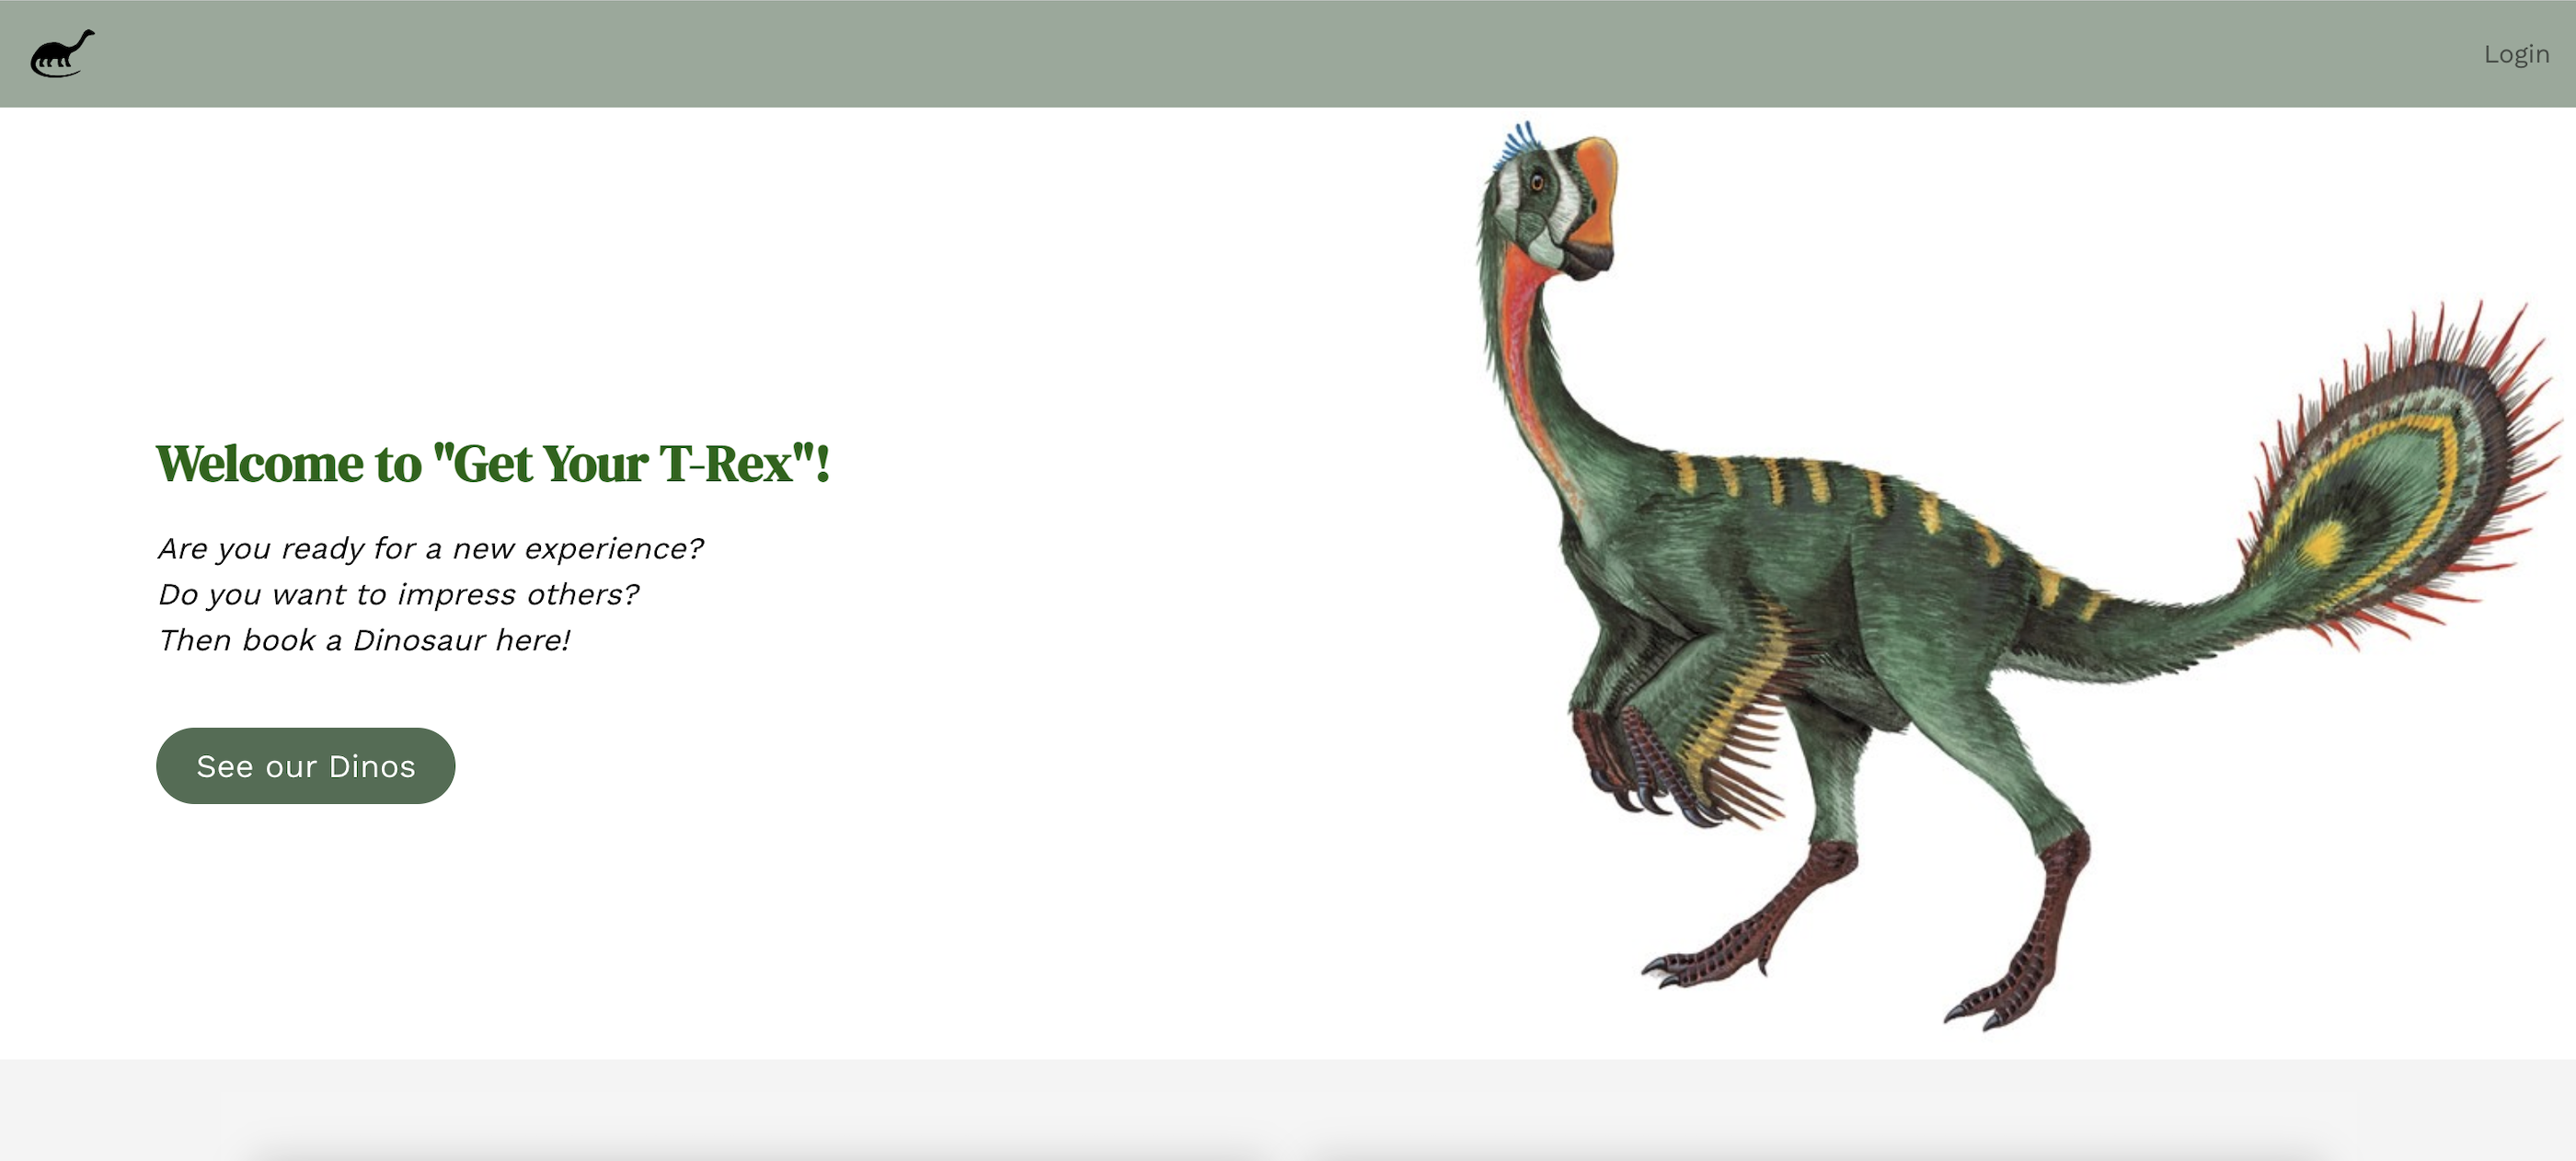 Login
Welcome to "Get Your T-Rex"!
Are you ready for a new experience?
Do you want to impress others?
Then book a Dinosaur here!
See our Dinos